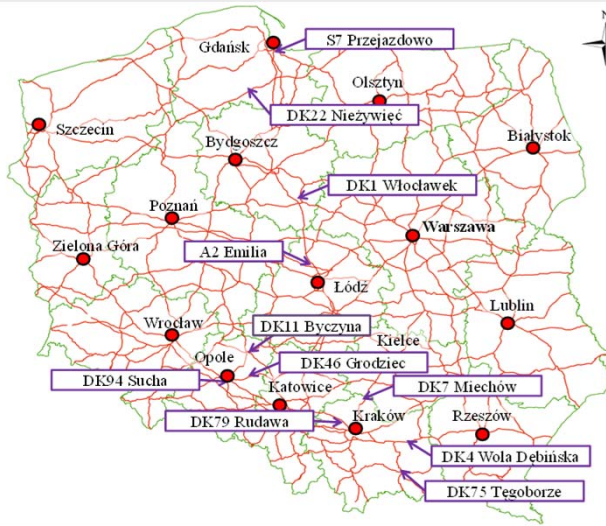 N
S7 Przejazdowo
Gdańsk
Olsztyn
DK22 Nieżywięć
Szczecin
Bydgoszcz
Białystok
DK1 Włocławek
Poznań
Warszawa
Zielona Góra
A2 Emilia
Łódź
Lublin
Wrocław
DK11 Byczyna
Kielce
Opole
DK46 Grodziec
DK94 Sucha
Katowice
DK7 Miechów
DK79 Rudawa
Kraków
Rzeszów
DK4 Wola Dębińska
DK75 Tęgoborze